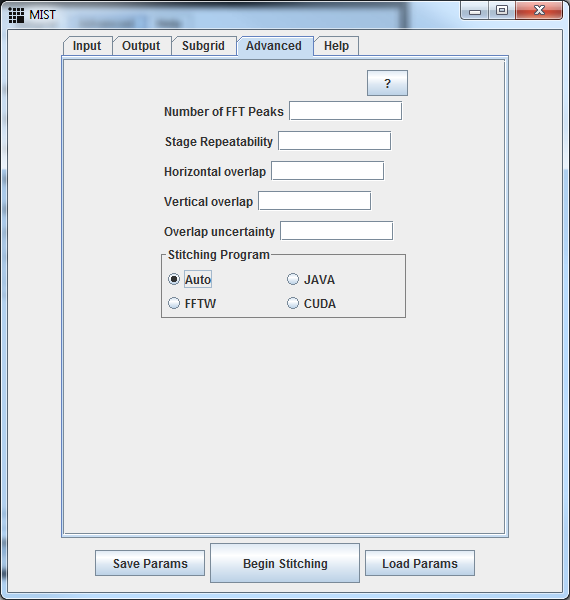 MIST
Input Output Subgrid Advanced Help
?
Number of FFT Peaks
Stage Repeatability
Horizontal overlap
Vertical overlap
Overlap uncertainty
Stitching Program
Auto JAVA
FFTW CUDA
Save Params Begin Stitching Load Params